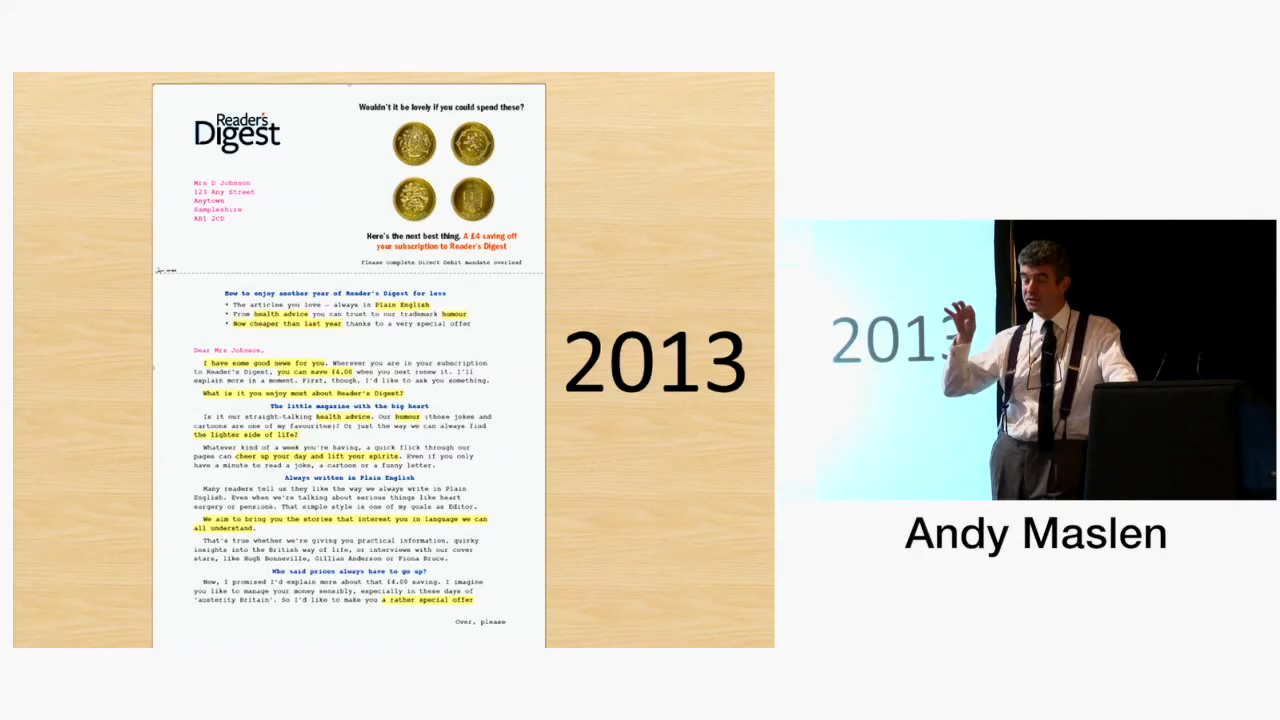 Reader's
Digest
Wouldn't it be lovely if you could spend these?
Mrs D Johnson
123 Any Street
Anytown
Sampleshire
AB1 2CD
Here's the next best thing. A £4 saving off
your subscription to Reader's Digest
Please complete Direct Debit mandate overleaf
How to enjoy another year of Reader's Digest for less
• The articles you love – always in Plain English
• From health advice you can trust to our trademark humour
• Now cheaper than last year thanks to a very special offer
Dear Mrs Johnson,
I have some good news for you. Wherever you are in your subscription
to Reader's Digest, you can save £4.00 when you next renew it. I'll
explain more in a moment. First, though, I'd like to ask you something.
What is it you enjoy most about Reader's Digest?
The little magazine with the big heart
Is it our straight-talking health advice. Our humour (those jokes and
cartoons are one of my favourites)? Or just the way we can always find
the lighter side of life?
Whatever kind of a week you're having, a quick flick through our
pages can cheer up your day and lift your spirits. Even if you only
have a minute to read a joke, a cartoon or a funny letter.
Always written in Plain English
Many readers tell us they like the way we always write in Plain
English. Even when we're talking about serious things like heart
surgery or pensions. That simple style is one of my goals as Editor.
We aim to bring you the stories that interest you in language we can
all understand.
That's true whether we're giving you practical information, quirky
insights into the British way of life, or interviews with our cover
stars, like Hugh Bonneville, Gillian Anderson or Fiona Bruce.
Who said prices always have to go up?
Now, I promised I'd explain more about that £4.00 saving. I imagine
you like to manage your money sensibly, especially in these days of
'austerity Britain'. So I'd like to make you a rather special offer
Over, please
2013
2013
Andy Maslen